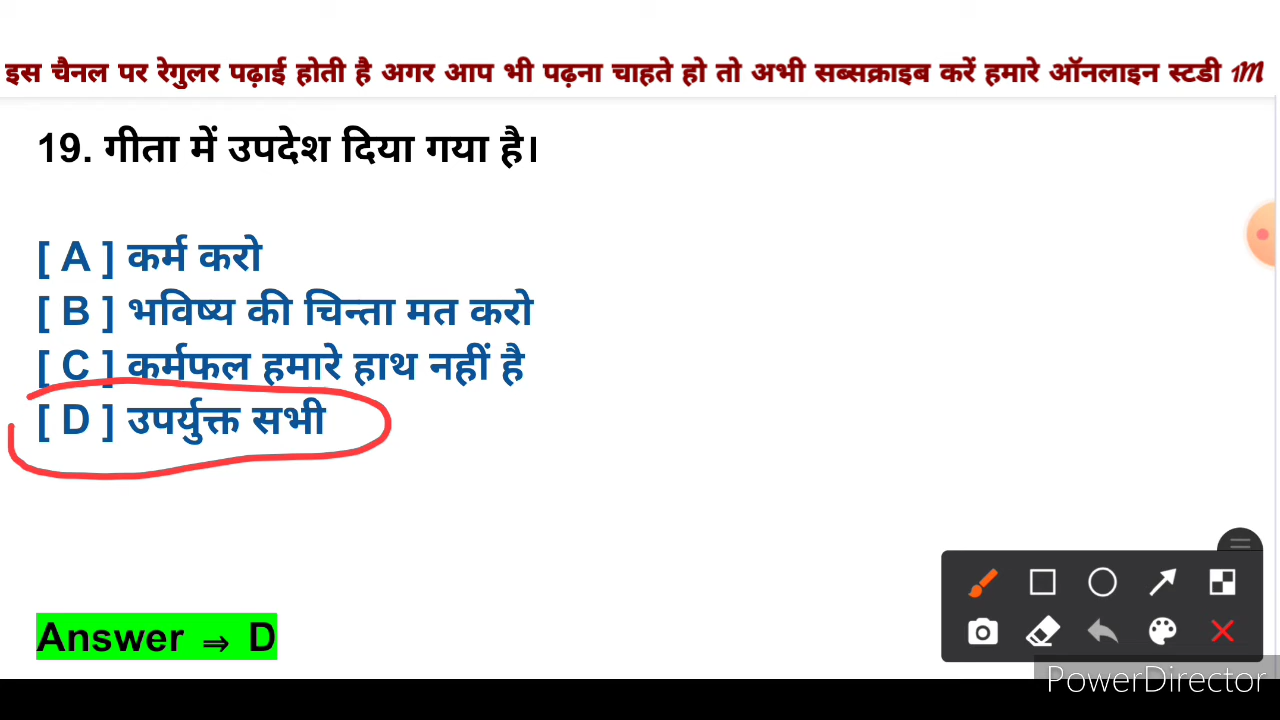 इस चैनल पर रेगुलर पढ़ाई होती है अगर आप भी पढ़ना चाहते हो तो अभी सब्सक्राइब करें हमारे ऑनलाइन स्टडी 1M
19. गीता में उपदेश दिया गया है।
[ A ] कर्म करो
[ B ] भविष्य की चिन्ता मत करो
[ C ] कर्मफल हमारे हाथ नहीं है
[ D ] उपर्युक्त सभी
Answer ⇒ D
PowerDirector